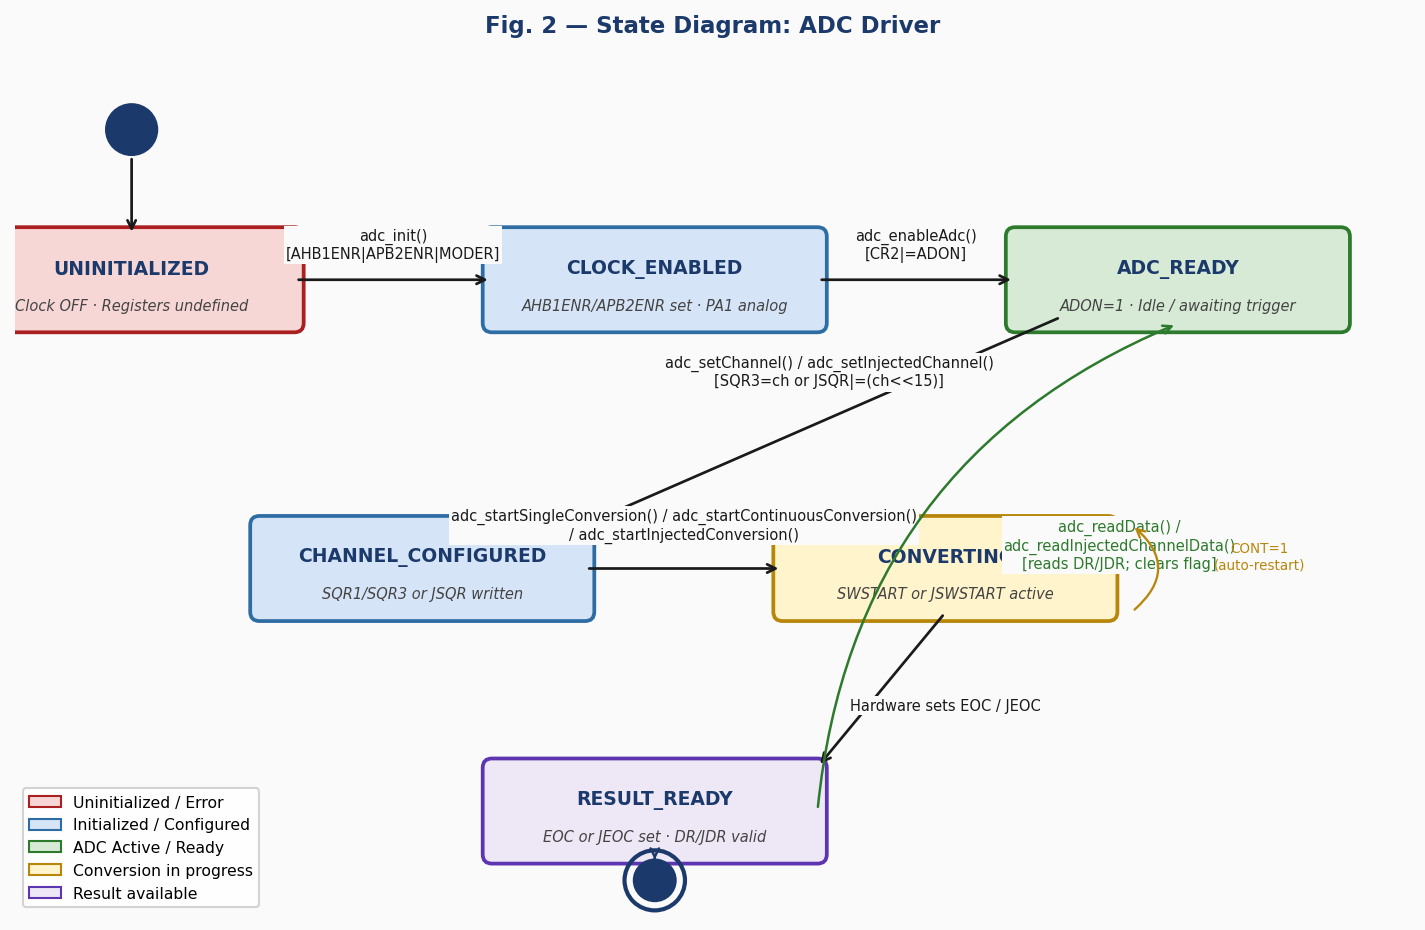 Fig. 2 — State Diagram: ADC Driver
adc_init()
[AHB1ENR|APB2ENR|MODER]
adc_enableAdc()
[CR2|=ADON]
UNINITIALIZED
Clock OFF · Registers undefined
CLOCK_ENABLED
AHB1ENR/APB2ENR set · PA1 analog
ADC_READY
ADON=1 · Idle / awaiting trigger
adc_setChannel() / adc_setInjectedChannel()
[SQR3=ch or JSQR|=(ch<<15)]
adc_startSingleConversion() / adc_startContinuousConversion()
/ adc_startInjectedConversion()
CHANNEL_CONFIGURED
SQR1/SQR3 or JSQR written
CONVERTING
SWSTART or JSWSTART active
adc_readData() /
adc_readInjectedChannelData()
[reads DR/JDR; clears flag]
CONT=1
(auto-restart)
Hardware sets EOC / JEOC
RESULT_READY
EOC or JEOC set · DR/JDR valid
Uninitialized / Error
Initialized / Configured
ADC Active / Ready
Conversion in progress
Result available